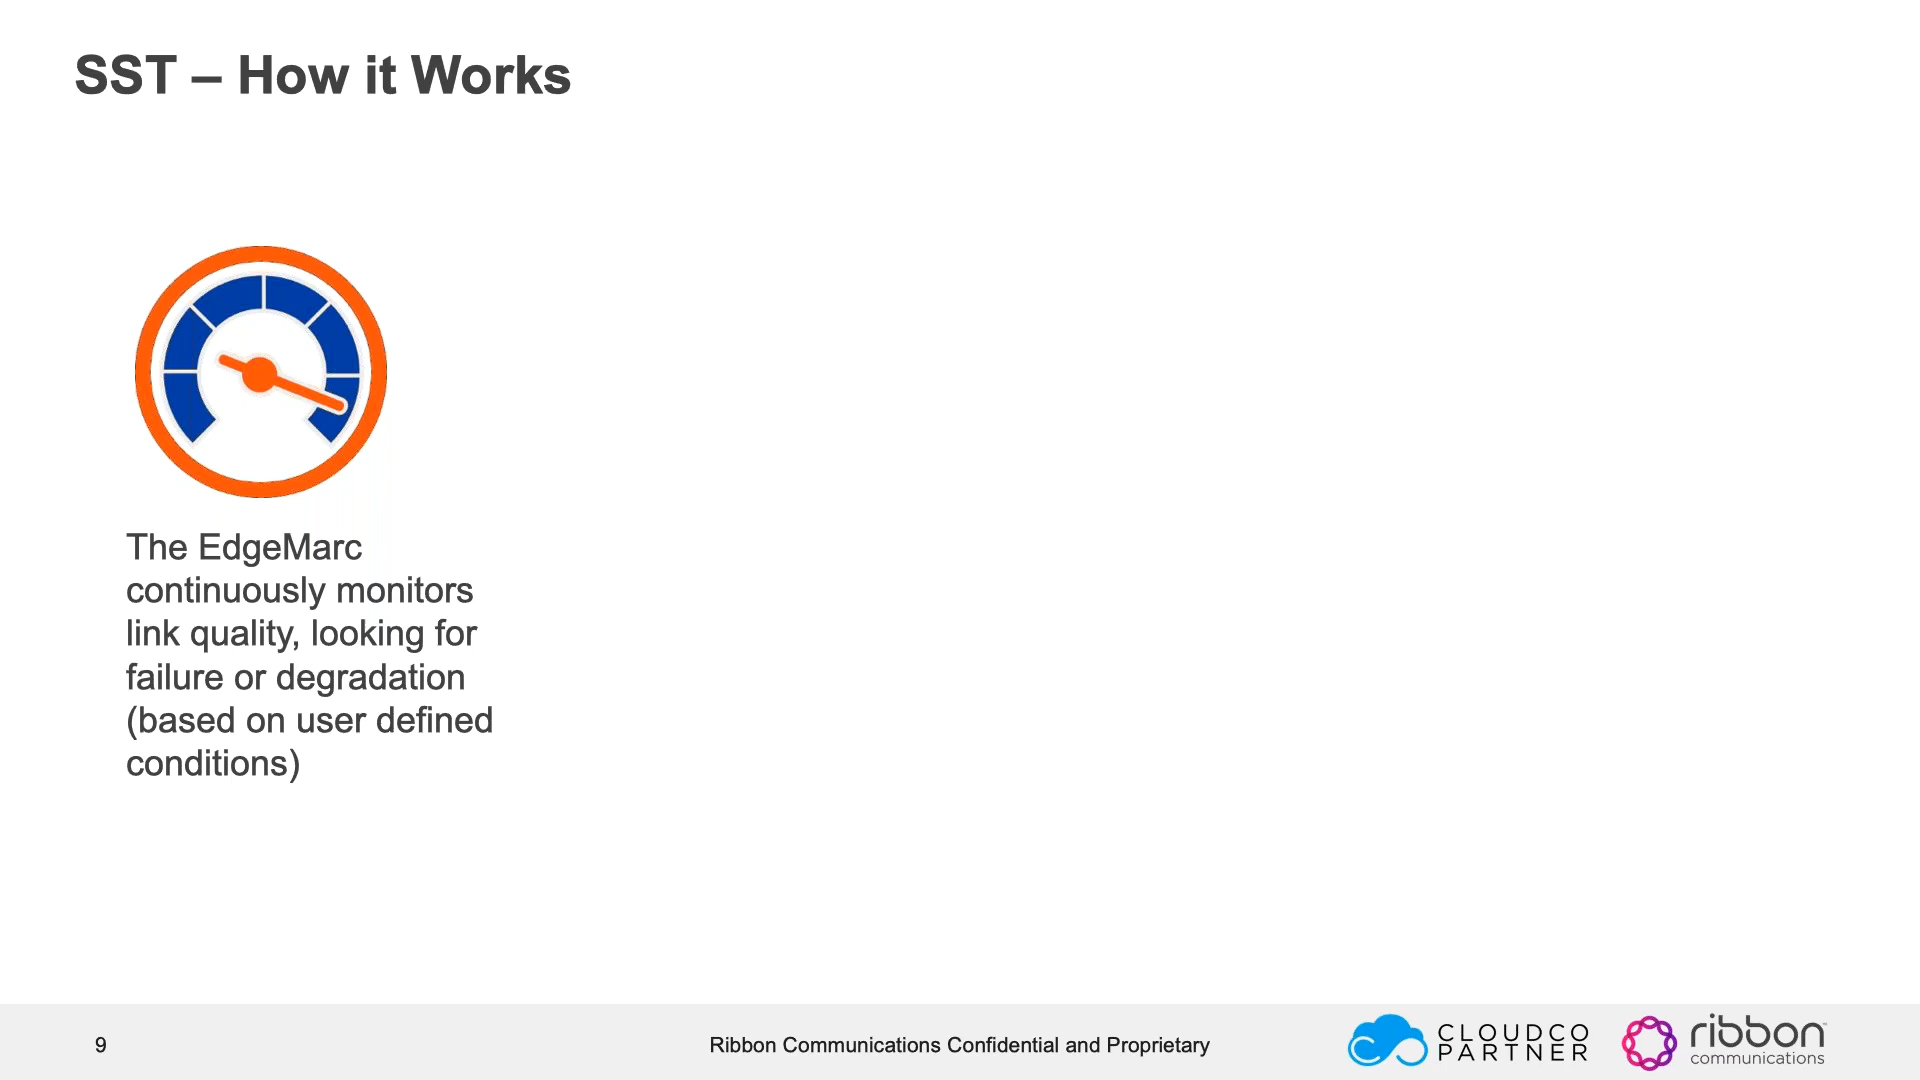 SST – How it Works
The EdgeMarc
continuously monitors
link quality, looking for
failure or degradation
(based on user defined
conditions)
9
Ribbon Communications Confidential and Proprietary
CLOUDCO
PARTNER
ribbon
communications